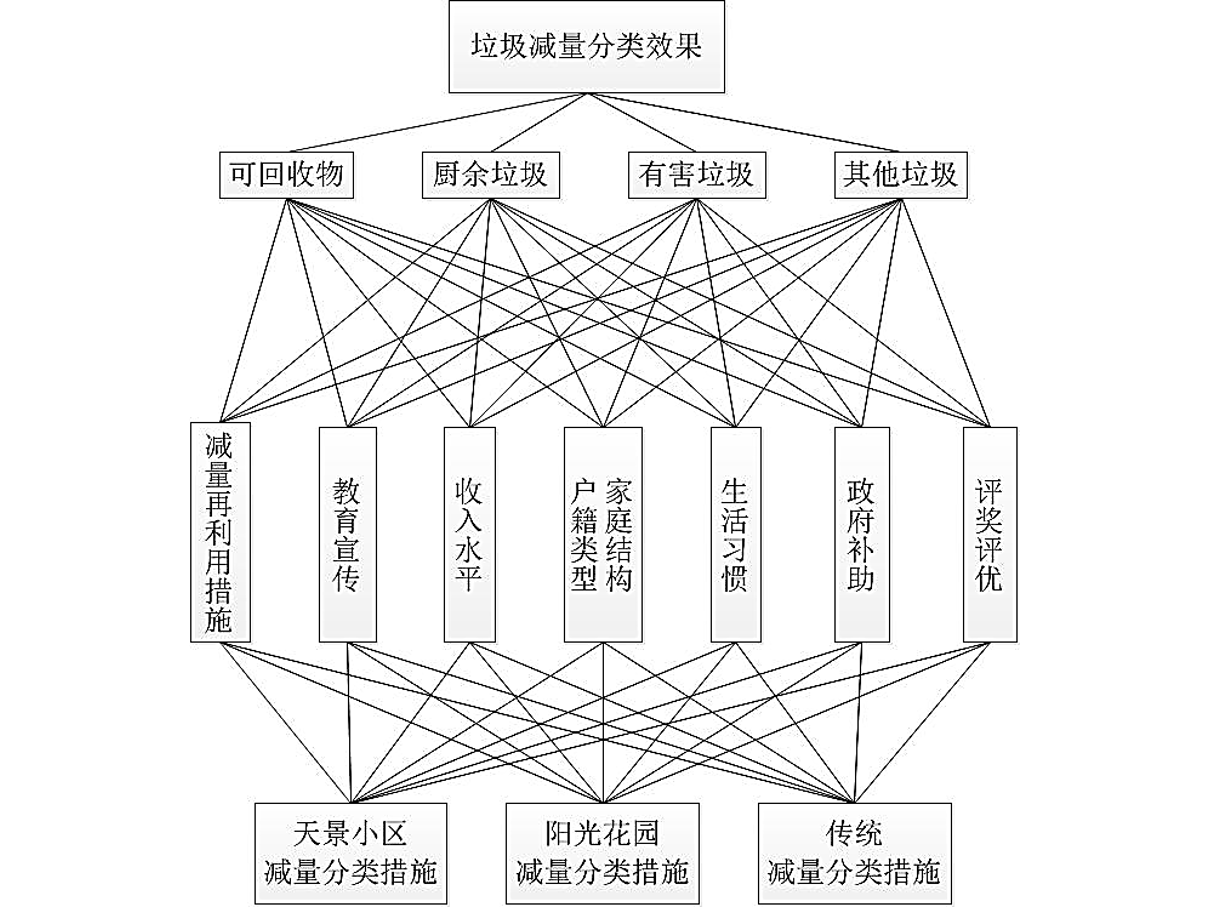 垃圾减量分类效果
可回收物
厨余垃圾
有害垃圾
其他垃圾
减量再利用措施
教育宣传
收入水平
家庭结构
户籍类型
生活习惯
政府补助
评奖评优
天景小区
减量分类措施
阳光花园
减量分类措施
传统
减量分类措施